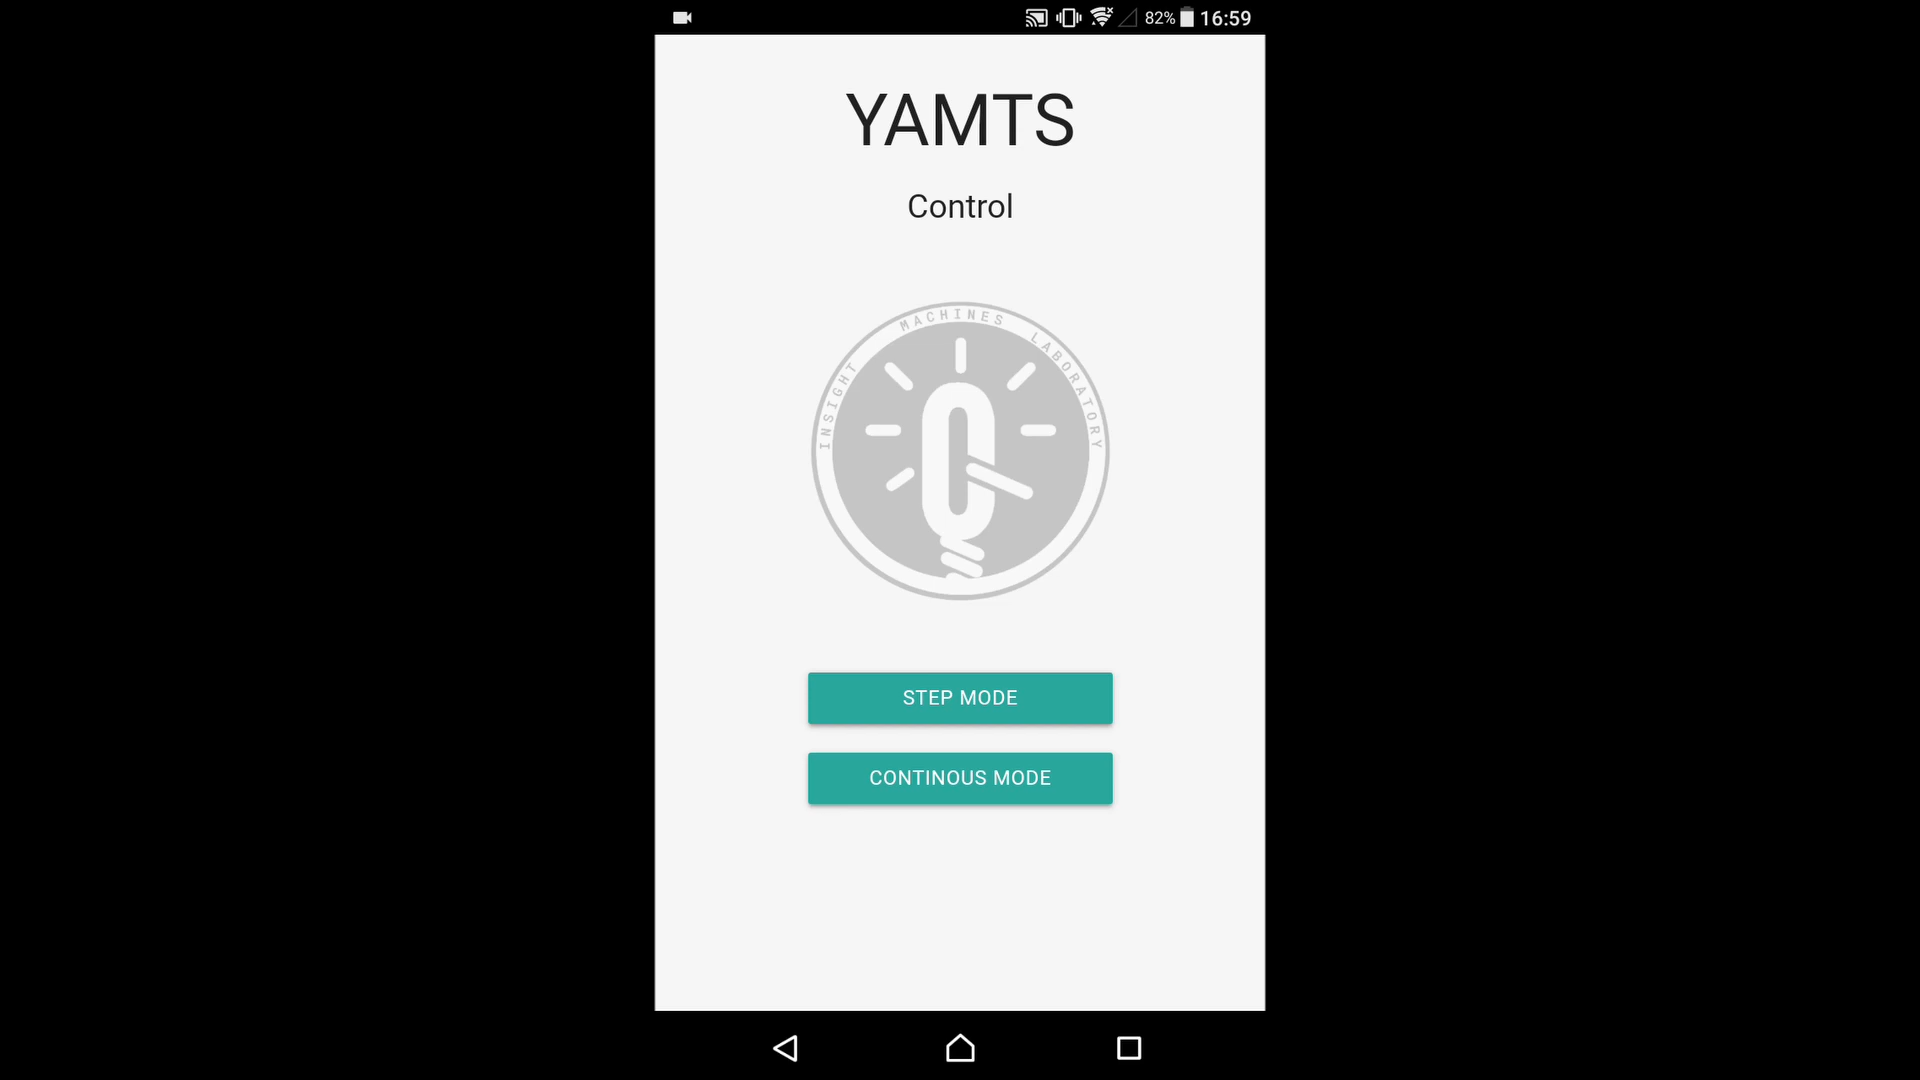 82% 16:59
YAMTS
Control
INSIGHT MACHINES LABORATORY
STEP MODE
CONTINOUS MODE